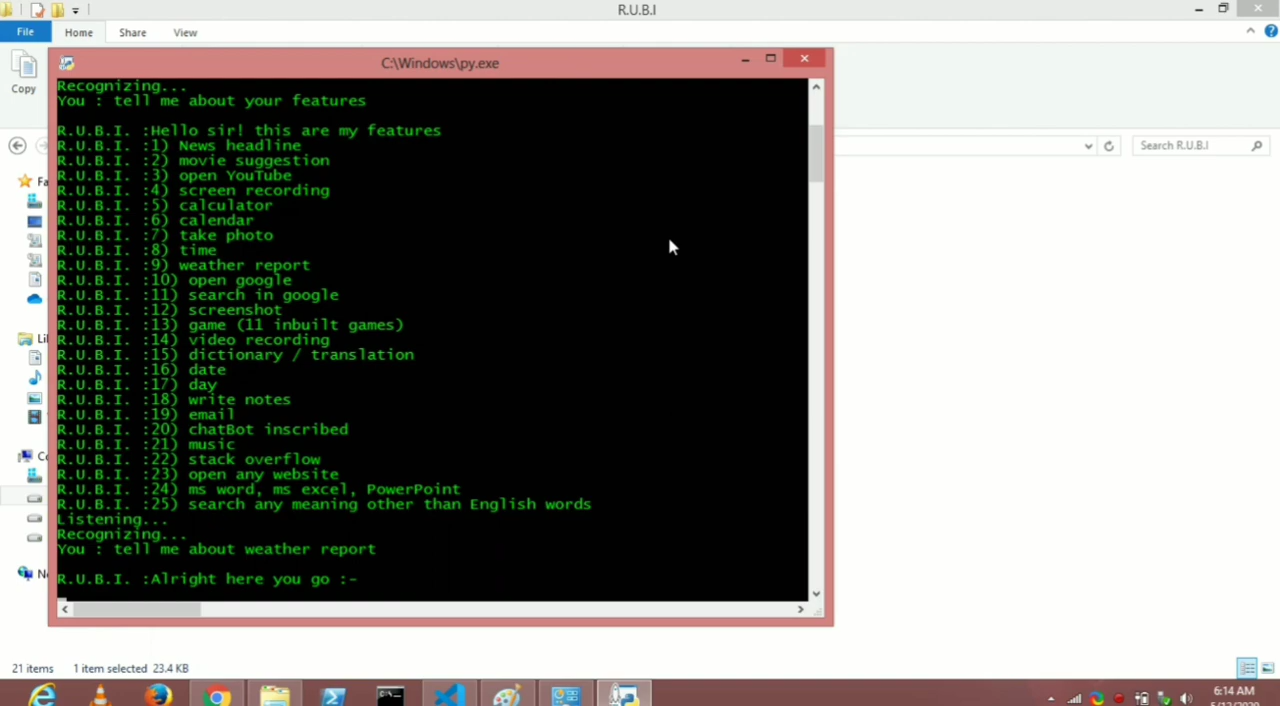 R.U.B.I
File Home Share View
C:\Windows\py.exe
Copy
Search R.U.B.I
Recognizing...
You : tell me about your features
R.U.B.I. :Hello sir! this are my features
R.U.B.I. :1) News headline
R.U.B.I. :2) movie suggestion
R.U.B.I. :3) open YouTube
R.U.B.I. :4) screen recording
R.U.B.I. :5) calculator
R.U.B.I. :6) calendar
R.U.B.I. :7) take photo
R.U.B.I. :8) time
R.U.B.I. :9) weather report
R.U.B.I. :10) open google
R.U.B.I. :11) search in google
R.U.B.I. :12) screenshot
R.U.B.I. :13) game (11 inbuilt games)
R.U.B.I. :14) video recording
R.U.B.I. :15) dictionary / translation
R.U.B.I. :16) date
R.U.B.I. :17) day
R.U.B.I. :18) write notes
R.U.B.I. :19) email
R.U.B.I. :20) chatBot inscribed
R.U.B.I. :21) music
R.U.B.I. :22) stack overflow
R.U.B.I. :23) open any website
R.U.B.I. :24) ms word, ms excel, PowerPoint
R.U.B.I. :25) search any meaning other than English words
Listening...
Recognizing...
You : tell me about weather report
R.U.B.I. :Alright here you go :-
21 items 1 item selected 23.4 KB
6:14 AM